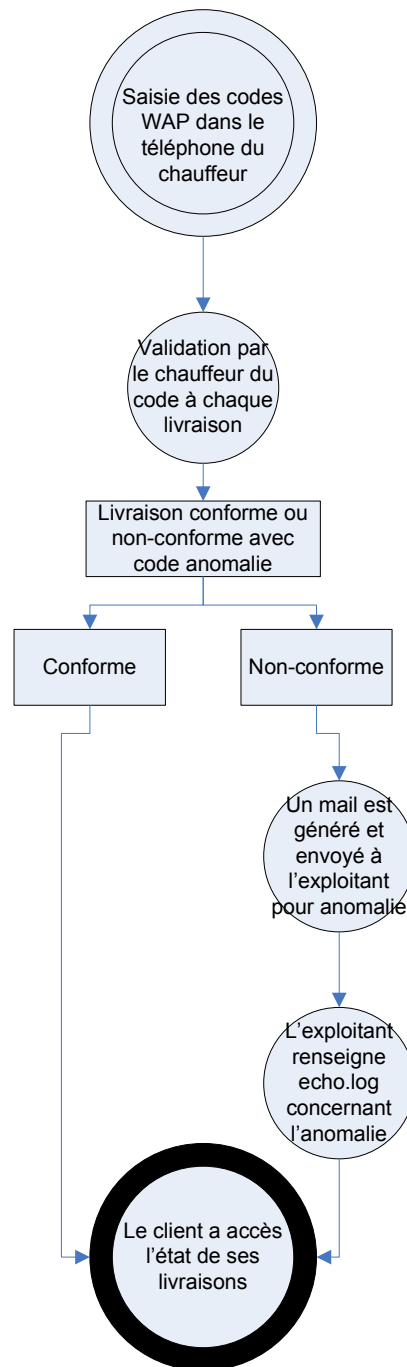 Saisie des codes
WAP dans le
téléphone du
chauffeur
Validation par
le chauffeur du
code à chaque
livraison
Livraison conforme ou
non-conforme avec
code anomalie
Conforme
Non-conforme
Un mail est
généré et
envoyé à
l’exploitant
pour anomalie
L’exploitant
renseigne
echo.log
concernant
l’anomalie
Le client a accès
l’état de ses
livraisons